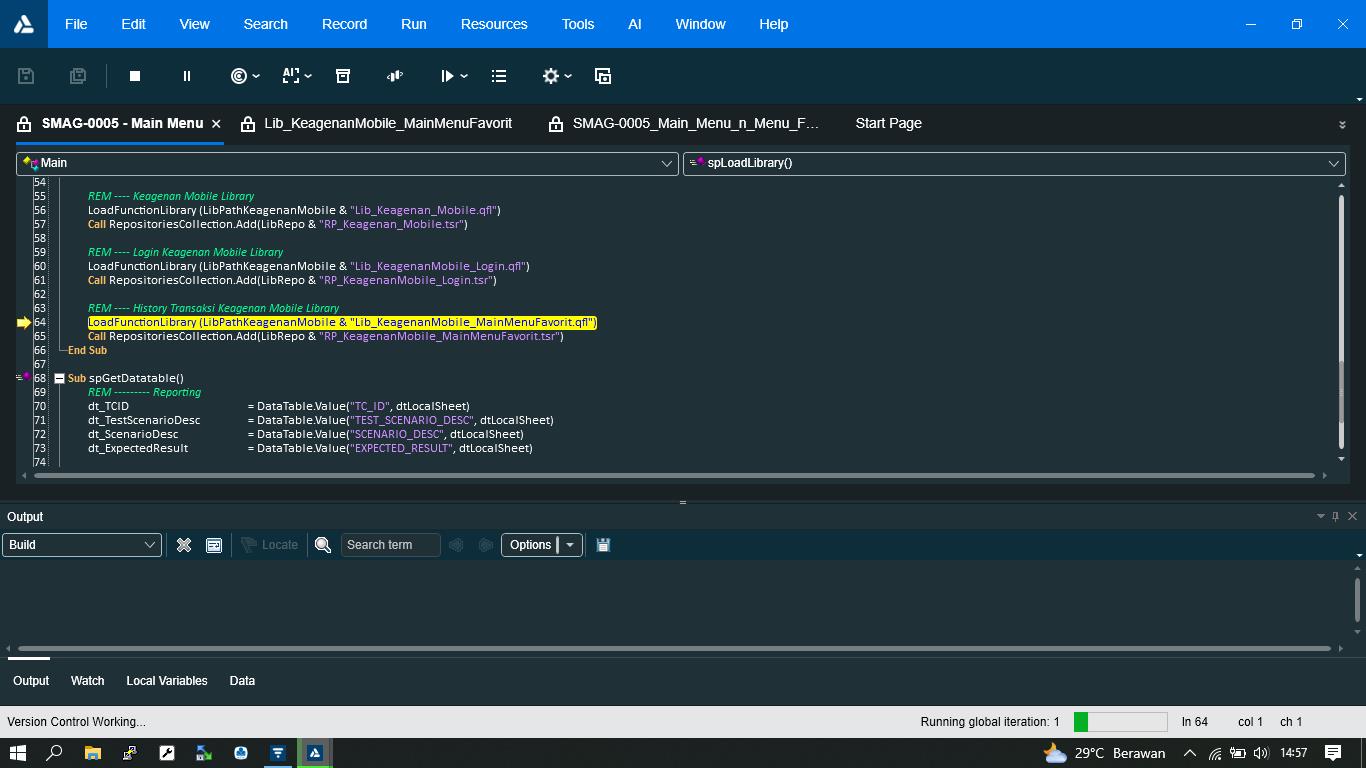 File Edit View Search Record Run Resources Tools AI Window Help
AI
SMAG-0005 - Main Menu × Lib_KeagenanMobile_MainMenuFavorit SMAG-0005_Main_Menu_n_Menu_F... Start Page
Main spLoadLibrary()
54
55 REM ---- Keagenan Mobile Library
56 LoadFunctionLibrary (LibPathKeagenanMobile & "Lib_Keagenan_Mobile.qfl")
57 Call RepositoriesCollection.Add(LibRepo & "RP_Keagenan_Mobile.tsr")
58
59 REM ---- Login Keagenan Mobile Library
60 LoadFunctionLibrary (LibPathKeagenanMobile & "Lib_KeagenanMobile_Login.qfl")
61 Call RepositoriesCollection.Add(LibRepo & "RP_KeagenanMobile_Login.tsr")
62
63 REM ---- History Transaksi Keagenan Mobile Library
64 LoadFunctionLibrary (LibPathKeagenanMobile & "Lib_KeagenanMobile_MainMenuFavorit.qfl")
65 Call RepositoriesCollection.Add(LibRepo & "RP_KeagenanMobile_MainMenuFavorit.tsr")
66 End Sub
67
68 Sub spGetDatatable()
69 REM --------- Reporting
70 dt_TCID = DataTable.Value("TC_ID", dtLocalSheet)
71 dt_TestScenarioDesc = DataTable.Value("TEST_SCENARIO_DESC", dtLocalSheet)
72 dt_ScenarioDesc = DataTable.Value("SCENARIO_DESC", dtLocalSheet)
73 dt_ExpectedResult = DataTable.Value("EXPECTED_RESULT", dtLocalSheet)
74
Output
Build Locate Search term Options
Output Watch Local Variables Data
Version Control Working... Running global iteration: 1 ln 64 col 1 ch 1
29°C Berawan 14:57